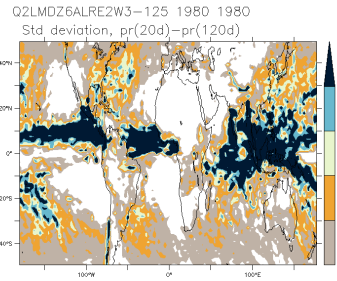 Q2LMDZ6ALRE2W3-125 1980 1980
Std deviation, pr(20d)-pr(120d)
40°N
20°N
0°
20°S
40°S
100°W
0°
100°E